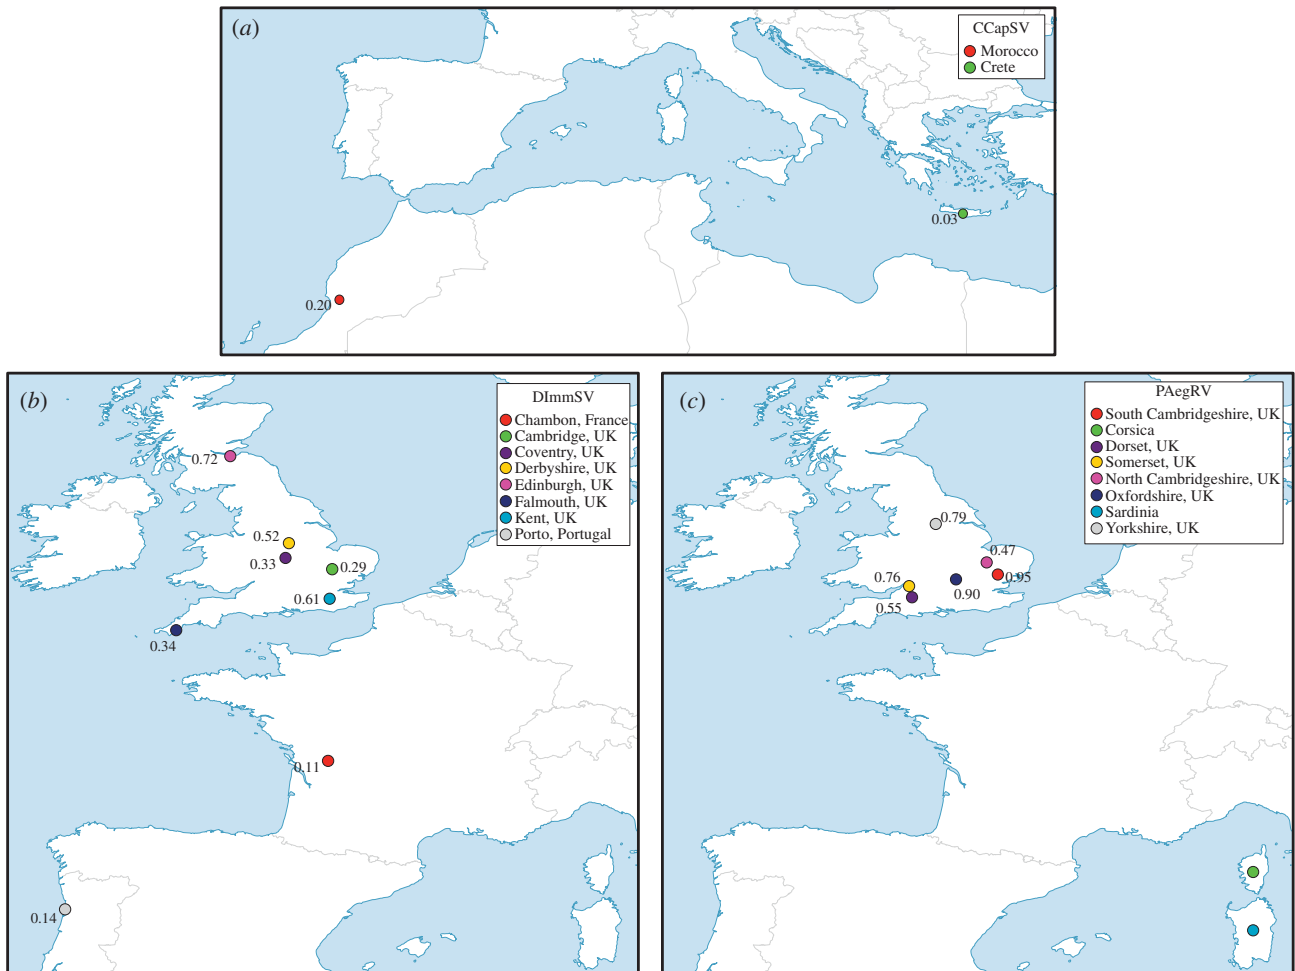 (a)
CCapSV
Morocco
Crete
0.03
0.20
(b)
DImmSV
Chambon, France
Cambridge, UK
Coventry, UK
Derbyshire, UK
Edinburgh, UK
Falmouth, UK
Kent, UK
Porto, Portugal
0.72
0.52
0.33
0.29
0.61
0.34
0.11
0.14
(c)
PAegRV
South Cambridgeshire, UK
Corsica
Dorset, UK
Somerset, UK
North Cambridgeshire, UK
Oxfordshire, UK
Sardinia
Yorkshire, UK
0.79
0.47
0.76
0.95
0.90
0.55